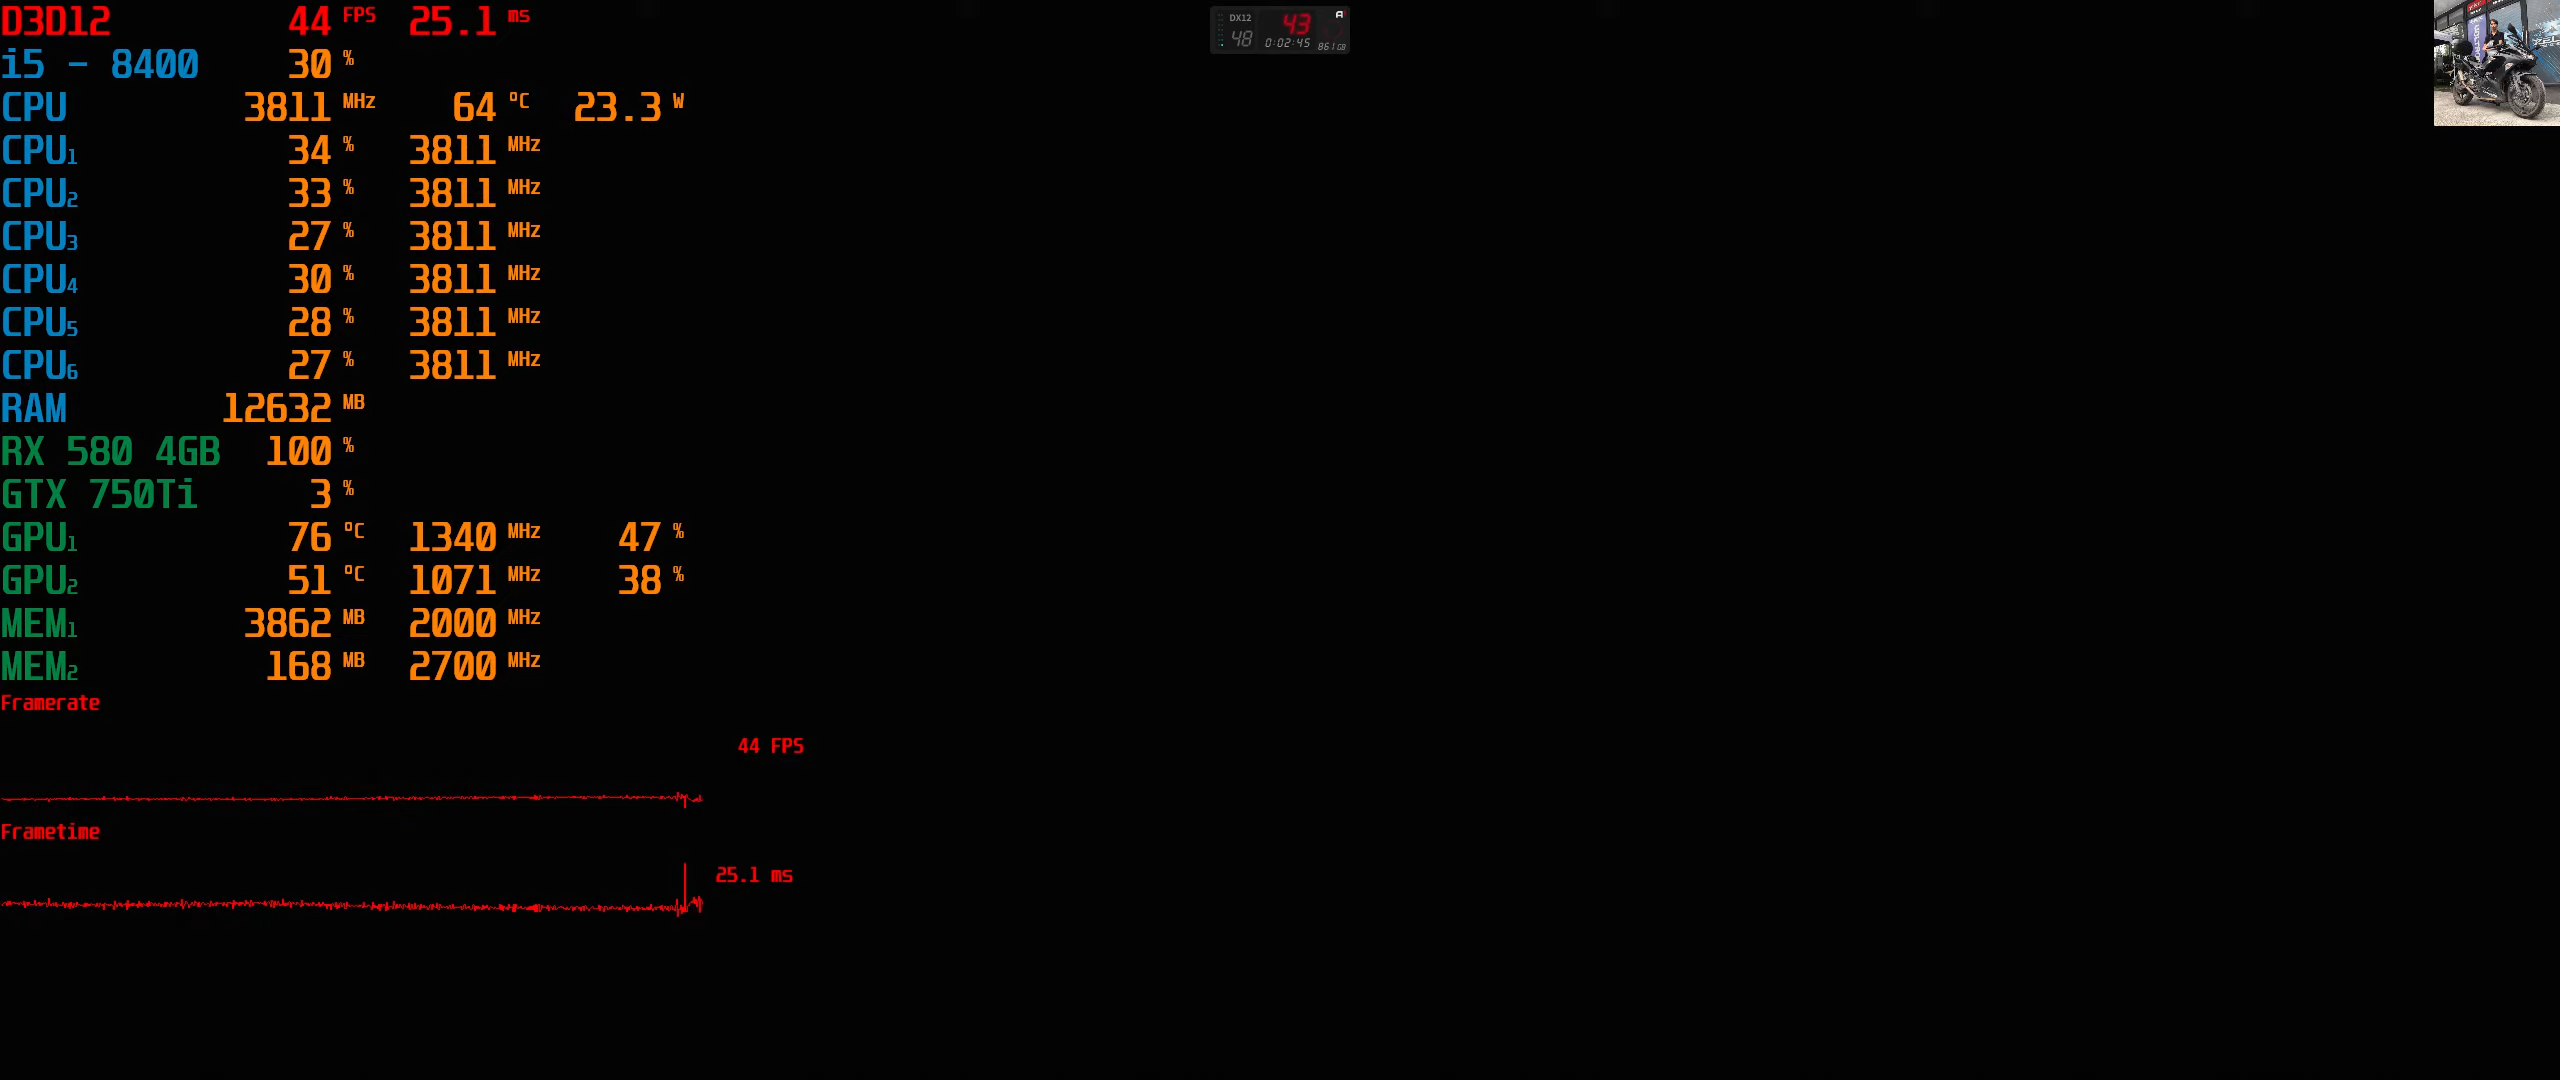 D3D12 44 FPS 25.1 ms
i5 - 8400 30 %
CPU 3811 MHz 64 °C 23.3 W
CPU1 34 % 3811 MHz
CPU2 33 % 3811 MHz
CPU3 27 % 3811 MHz
CPU4 30 % 3811 MHz
CPU5 28 % 3811 MHz
CPU6 27 % 3811 MHz
RAM 12632 MB
RX 580 4GB 100 %
GTX 750Ti 3 %
GPU1 76 °C 1340 MHz 47 %
GPU2 51 °C 1071 MHz 38 %
MEM1 3862 MB 2000 MHz
MEM2 168 MB 2700 MHz
Framerate
44 FPS
Frametime
25.1 ms
DX12 43 A
48 0:02:45 861GB